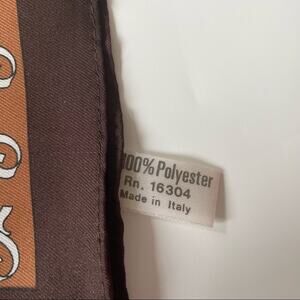 100% Polyester
Rn. 16304
Made in Italy